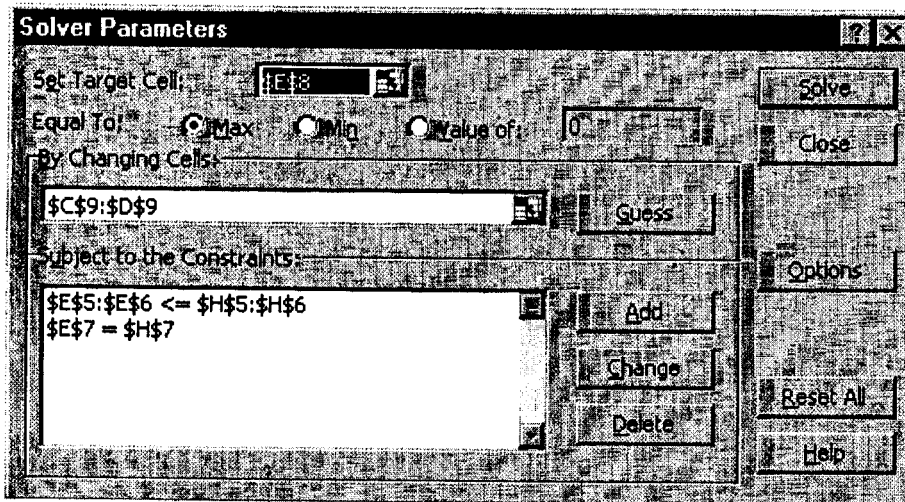 Solver Parameters
Set Target Cell: $E$8 Solve
Equal To: Max Min Value of: 0 Close
By Changing Cells:
$C$9:$D$9 Guess
Subject to the Constraints: Options
$E$5:$E$6 <= $H$5:$H$6 Add
$E$7 = $H$7
Change
Reset All
Delete
Help